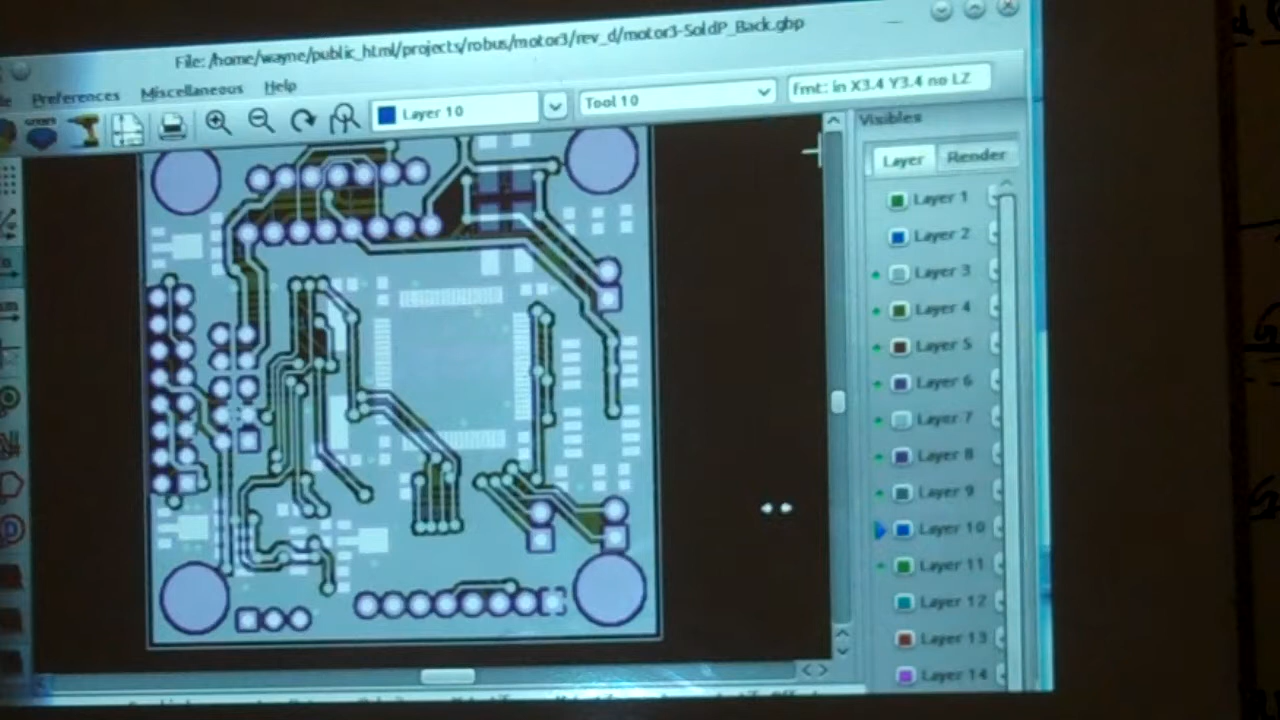 File: /home/wayne/public_html/projects/robus/motor3/rev_d/motor3-SoldP_Back.gbp
Preferences Miscellaneous Help
Layer 10 Tool 10 fmt: in X3.4 Y3.4 no LZ
Visibles
Layer Render
Layer 1
Layer 2
Layer 3
Layer 4
Layer 5
Layer 6
Layer 7
Layer 8
Layer 9
Layer 10
Layer 11
Layer 12
Layer 13
Layer 14